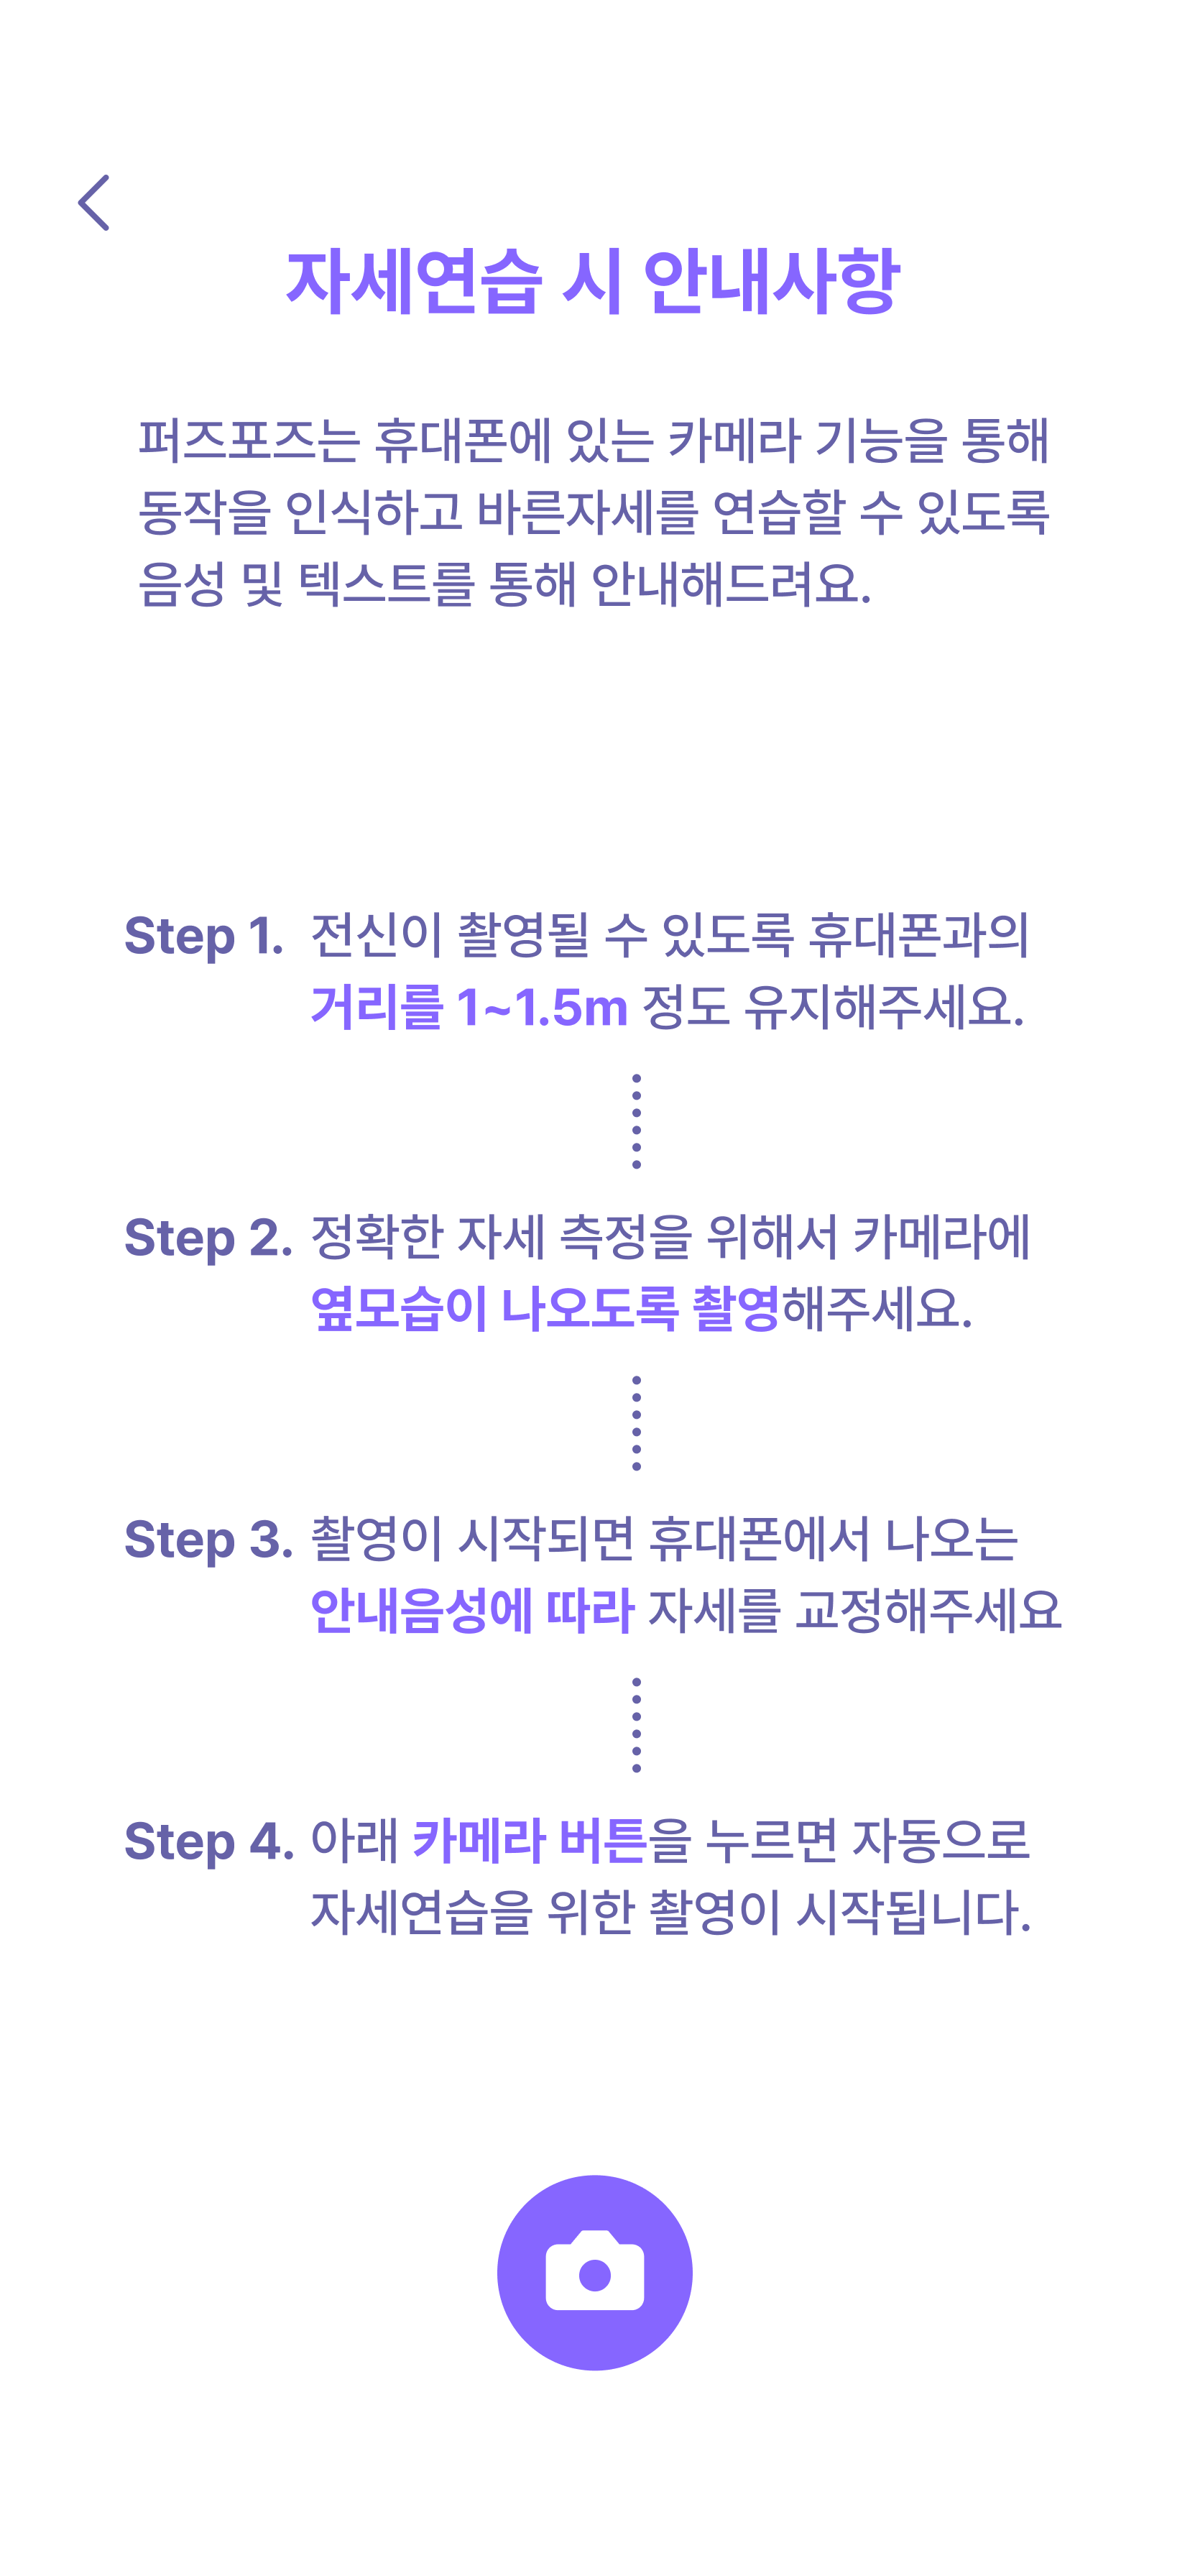 자세연습 시 안내사항
퍼즈포즈는 휴대폰에 있는 카메라 기능을 통해
동작을 인식하고 바른자세를 연습할 수 있도록
음성 및 텍스트를 통해 안내해드려요.
Step 1. 전신이 촬영될 수 있도록 휴대폰과의
거리를 1~1.5m 정도 유지해주세요.
Step 2. 정확한 자세 측정을 위해서 카메라에
옆모습이 나오도록 촬영해주세요.
Step 3. 촬영이 시작되면 휴대폰에서 나오는
안내음성에 따라 자세를 교정해주세요
Step 4. 아래 카메라 버튼을 누르면 자동으로
자세연습을 위한 촬영이 시작됩니다.